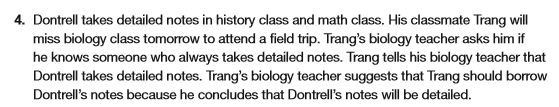 4. Dontrell takes detailed notes in history class and math class. His classmate Trang will
miss biology class tomorrow to attend a field trip. Trang's biology teacher asks him if
he knows someone who always takes detailed notes. Trang tells his biology teacher that
Dontrell takes detailed notes. Trang's biology teacher suggests that Trang should borrow
Dontrell's notes because he concludes that Dontrell's notes will be detailed.